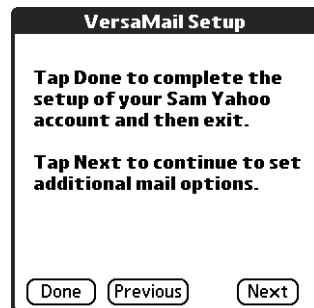 VersaMail Setup
Tap Done to complete the
setup of your Sam Yahoo
account and then exit.
Tap Next to continue to set
additional mail options.
Done Previous Next